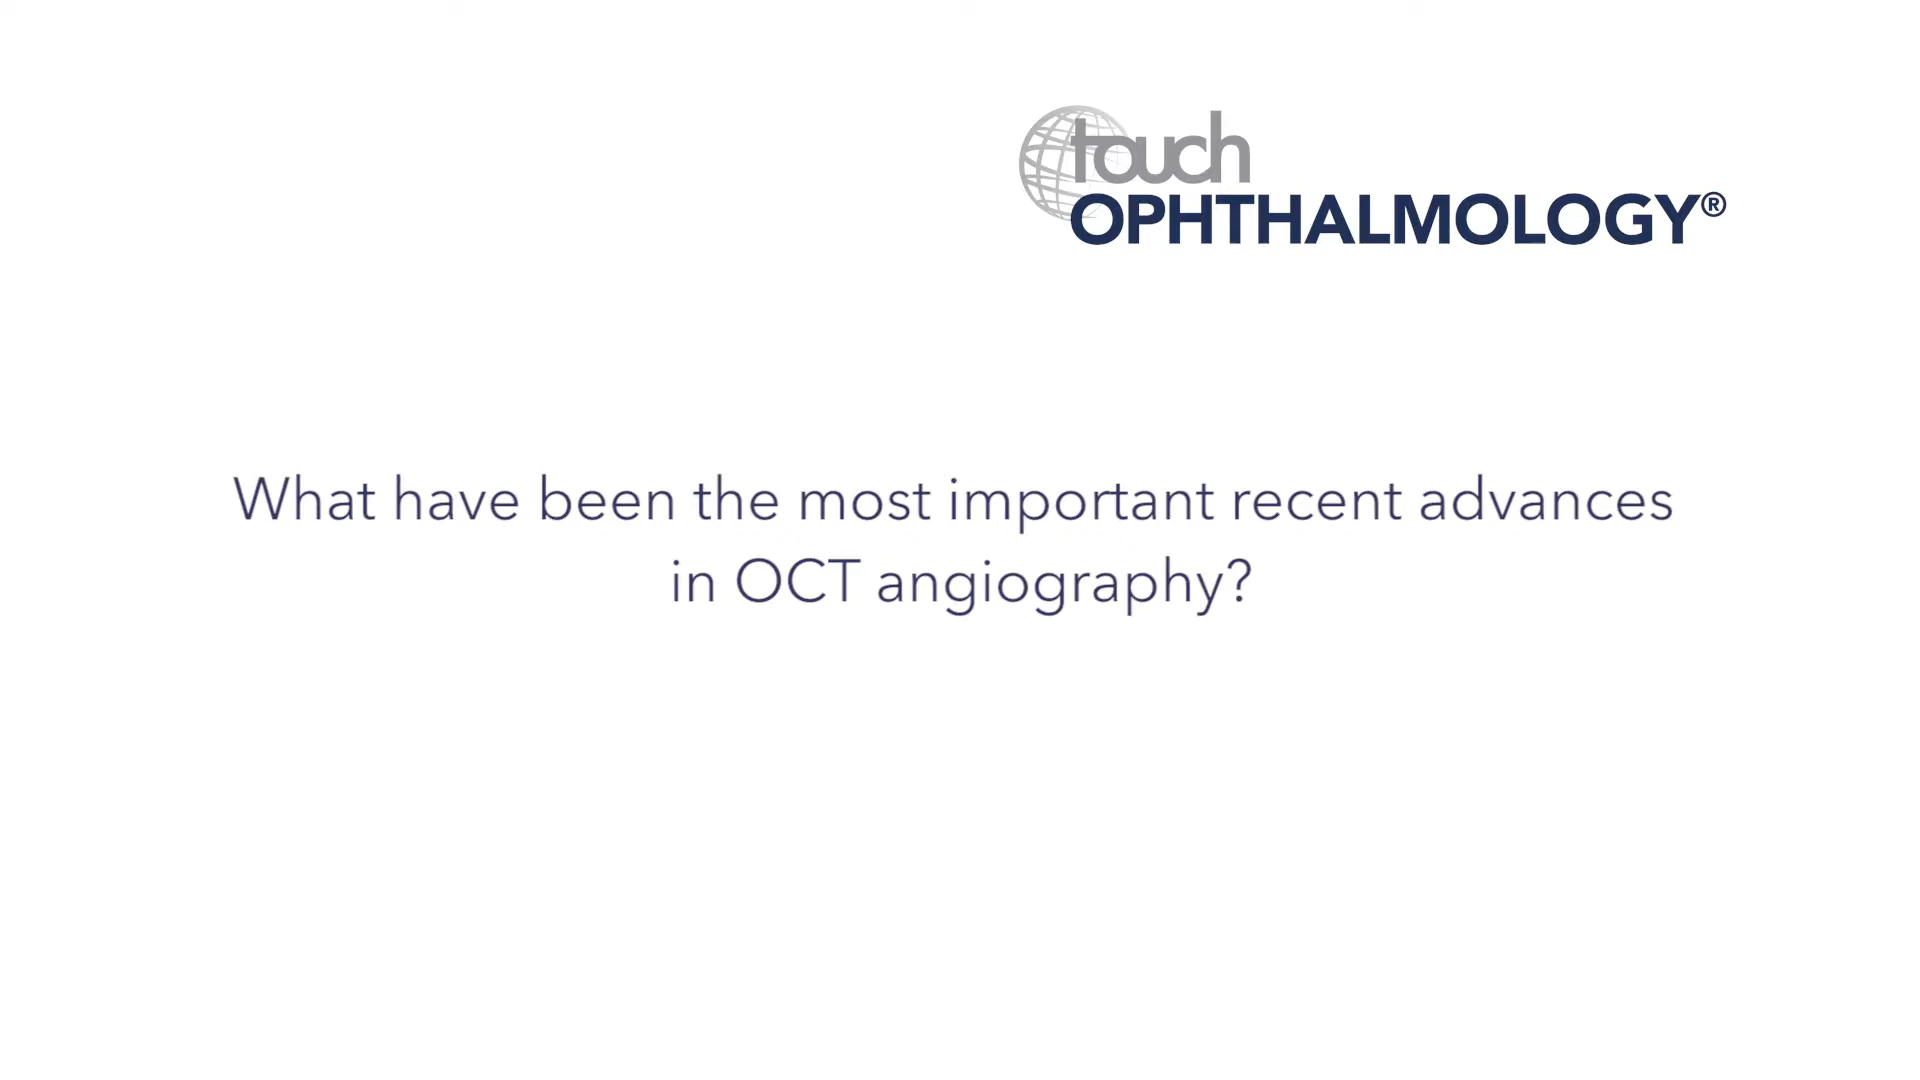 touch
OPHTHALMOLOGY®
What have been the most important recent advances
in OCT angiography?